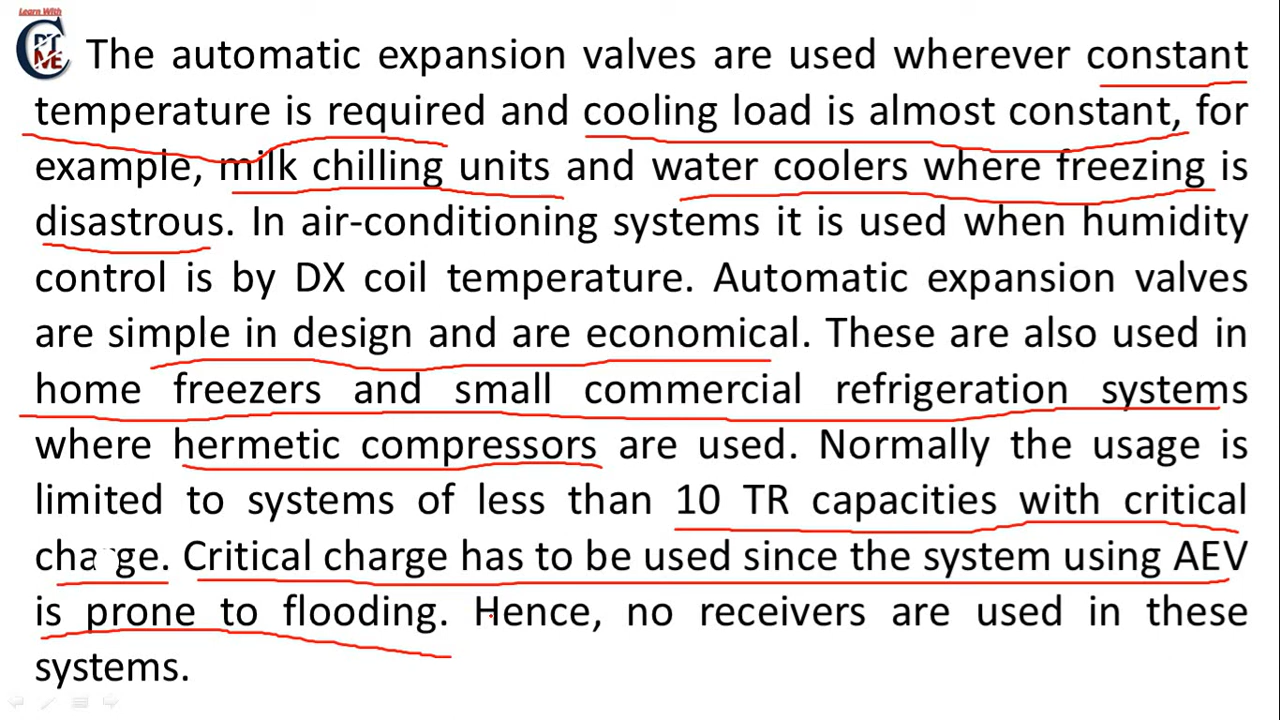 Learn With
The automatic expansion valves are used wherever constant
temperature is required and cooling load is almost constant, for
example, milk chilling units and water coolers where freezing is
disastrous. In air-conditioning systems it is used when humidity
control is by DX coil temperature. Automatic expansion valves
are simple in design and are economical. These are also used in
home freezers and small commercial refrigeration systems
where hermetic compressors are used. Normally the usage is
limited to systems of less than 10 TR capacities with critical
charge. Critical charge has to be used since the system using AEV
is prone to flooding. Hence, no receivers are used in these
systems.